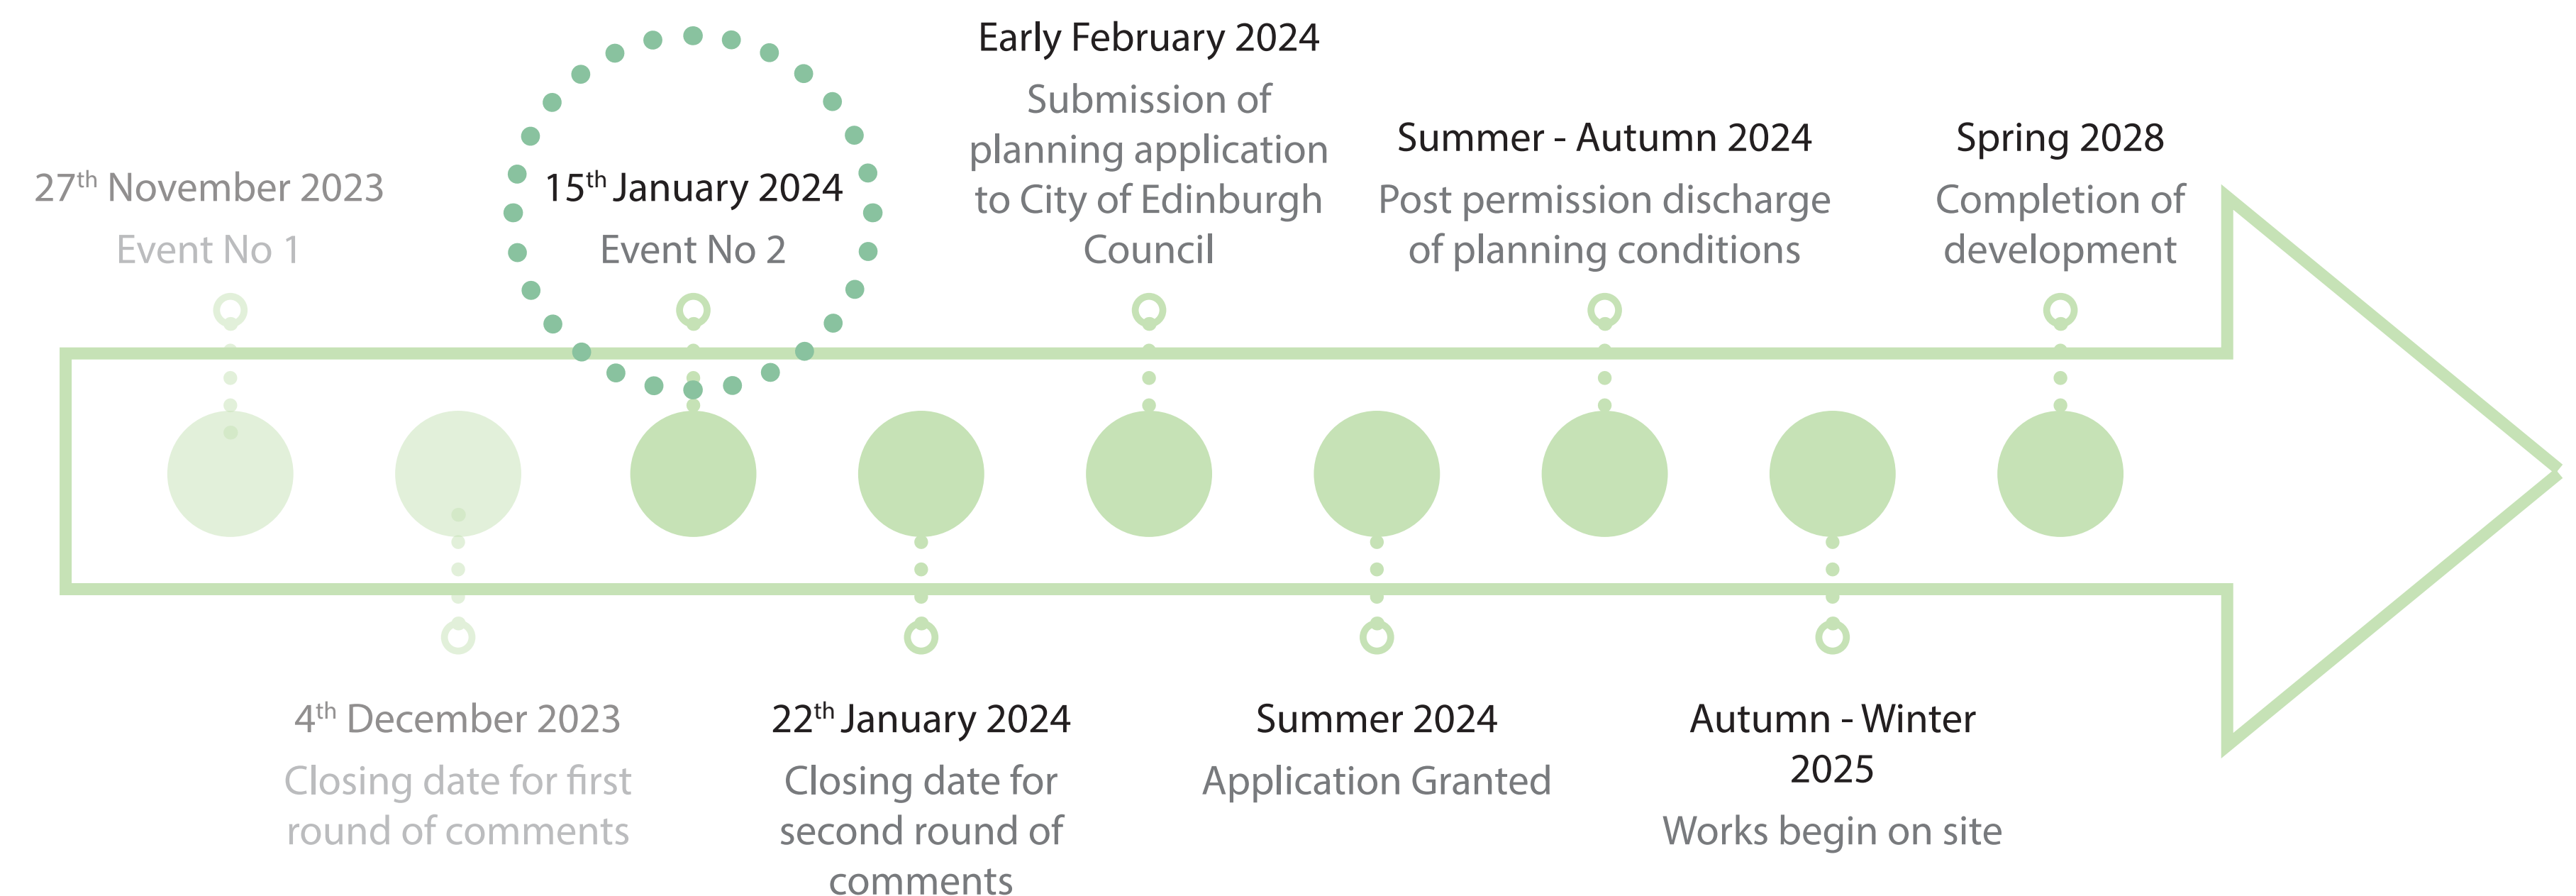 27th November 2023
Event No 1
15th January 2024
Event No 2
Early February 2024
Submission of
planning application
to City of Edinburgh
Council
Summer - Autumn 2024
Post permission discharge
of planning conditions
Spring 2028
Completion of
development
4th December 2023
Closing date for first
round of comments
22th January 2024
Closing date for
second round of
comments
Summer 2024
Application Granted
Autumn - Winter
2025
Works begin on site